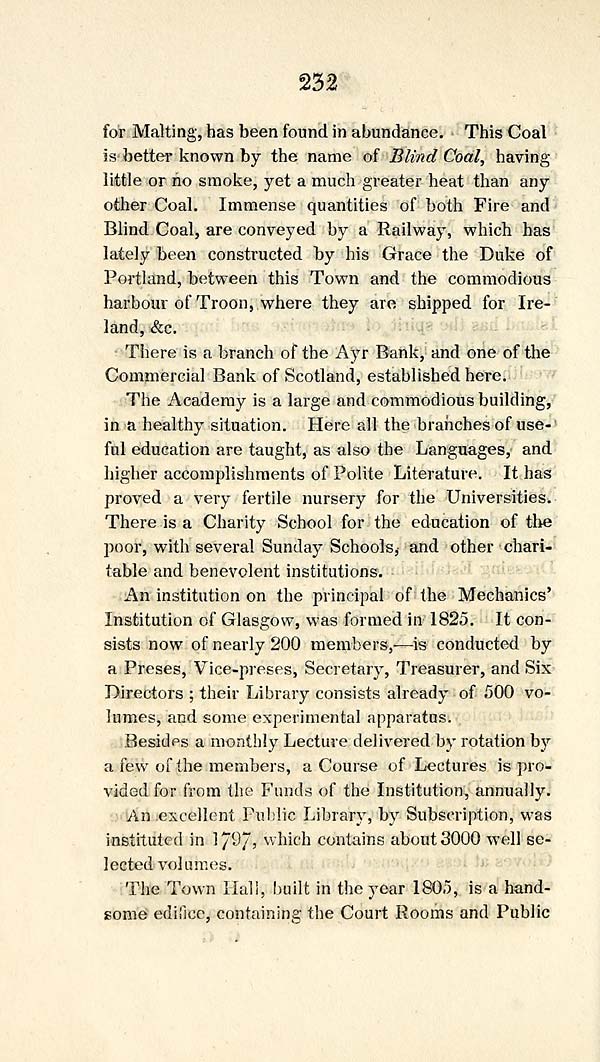 232
for Malting, has been found in abundance. This Coal
is better known by the name of Blind Coal, having
little or no smoke, yet a much greater heat than any
other Coal. Immense quantities of both Fire and
Blind Coal, are conveyed by a Railway, which has
lately been constructed by his Grace the Duke of
Portland, between this Town and the commodious
harbour of Troon, where they are shipped for Ire-
land, &c.
There is a branch of the Ayr Bank, and one of the
Commercial Bank of Scotland, established here.
The Academy is a large and commodious building,
in a healthy situation. Here all the branches of use-
ful education are taught, as also the Languages, and
higher accomplishments of Polite Literature. It has
proved a very fertile nursery for the Universities.
There is a Charity School for the education of the
poor, with several Sunday Schools, and other chari-
table and benevolent institutions.
An institution on the principal of the Mechanics'
Institution of Glasgow, was formed in 1825. It con-
sists now of nearly 200 members,—is conducted by
a Preses, Vice-preses, Secretary, Treasurer, and Six
Directors ; their Library consists already of 500 vo-
lumes, and some experimental apparatus.
Besides a monthly Lecture delivered by rotation by
a few of the members, a Course of Lectures is pro-
vided for from the Funds of the Institution, annually.
An excellent Public Library, by Subscription, was
instituted in 1797, which contains about 3000 well se-
lected volumes.
The Town Hall, built in the year 1805, is a hand-
some edifice, containing the Court Rooms and Public